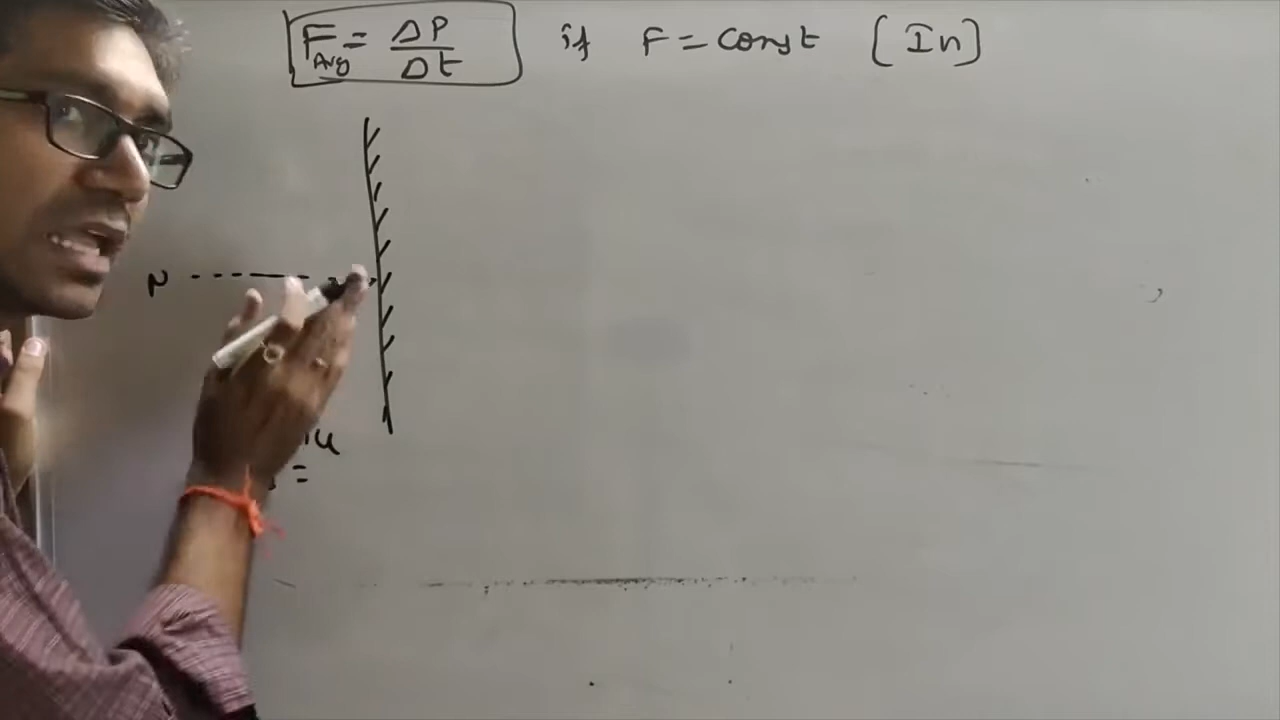 F_Avg = ΔP/Δt if F = const [In]
N
u
=